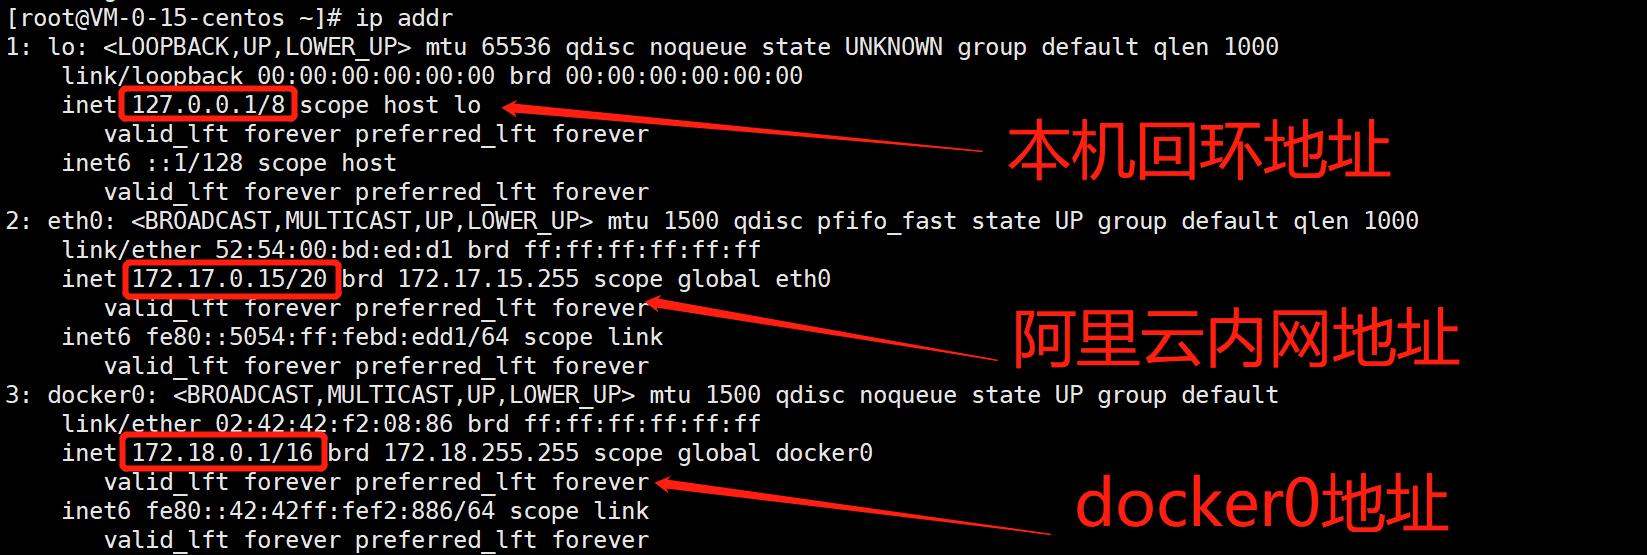 [root@VM-0-15-centos ~]# ip addr
1: lo: <LOOPBACK,UP,LOWER_UP> mtu 65536 qdisc noqueue state UNKNOWN group default qlen 1000
link/loopback 00:00:00:00:00:00 brd 00:00:00:00:00:00
inet 127.0.0.1/8 scope host lo
valid_lft forever preferred_lft forever
本机回环地址
inet6 ::1/128 scope host
valid_lft forever preferred_lft forever
2: eth0: <BROADCAST,MULTICAST,UP,LOWER_UP> mtu 1500 qdisc pfifo_fast state UP group default qlen 1000
link/ether 52:54:00:bd:ed:d1 brd ff:ff:ff:ff:ff:ff
inet 172.17.0.15/20 brd 172.17.15.255 scope global eth0
valid_lft forever preferred_lft forever
阿里云内网地址
inet6 fe80::5054:ff:febd:edd1/64 scope link
valid_lft forever preferred_lft forever
3: docker0: <BROADCAST,MULTICAST,UP,LOWER_UP> mtu 1500 qdisc noqueue state UP group default
link/ether 02:42:42:f2:08:86 brd ff:ff:ff:ff:ff:ff
inet 172.18.0.1/16 brd 172.18.255.255 scope global docker0
valid_lft forever preferred_lft forever
docker0地址
inet6 fe80::42:42ff:fef2:886/64 scope link
valid_lft forever preferred_lft forever